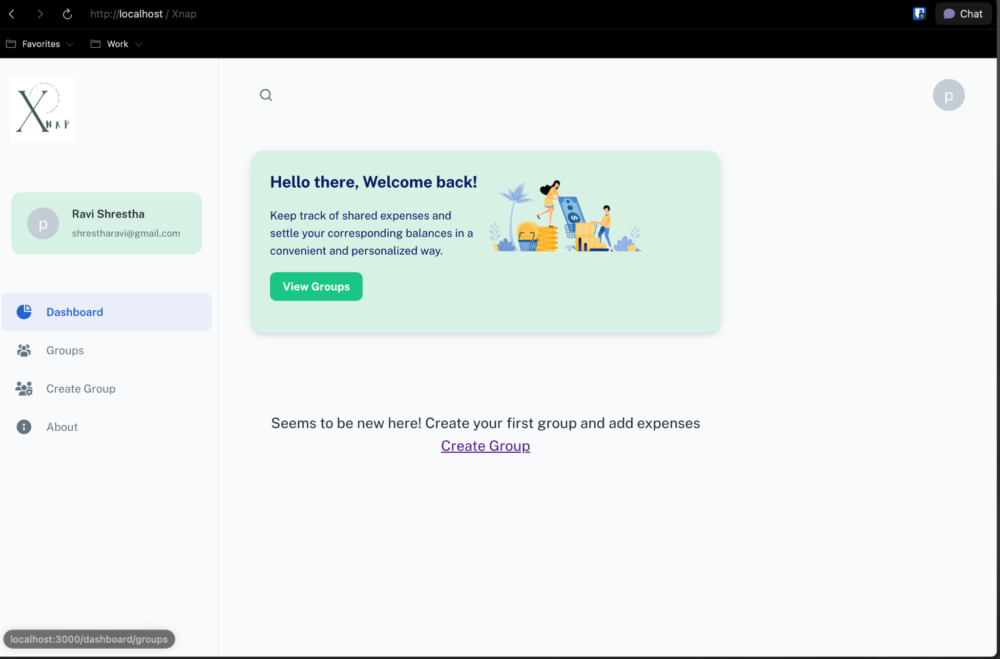 http://localhost / Xnap
1
Chat
Favorites
Work
X NAP
p
Ravi Shrestha
shrestharavi@gmail.com
p
Dashboard
Groups
Create Group
About
Hello there, Welcome back!
Keep track of shared expenses and
settle your corresponding balances in a
convenient and personalized way.
View Groups
Seems to be new here! Create your first group and add expenses
Create Group
localhost:3000/dashboard/groups